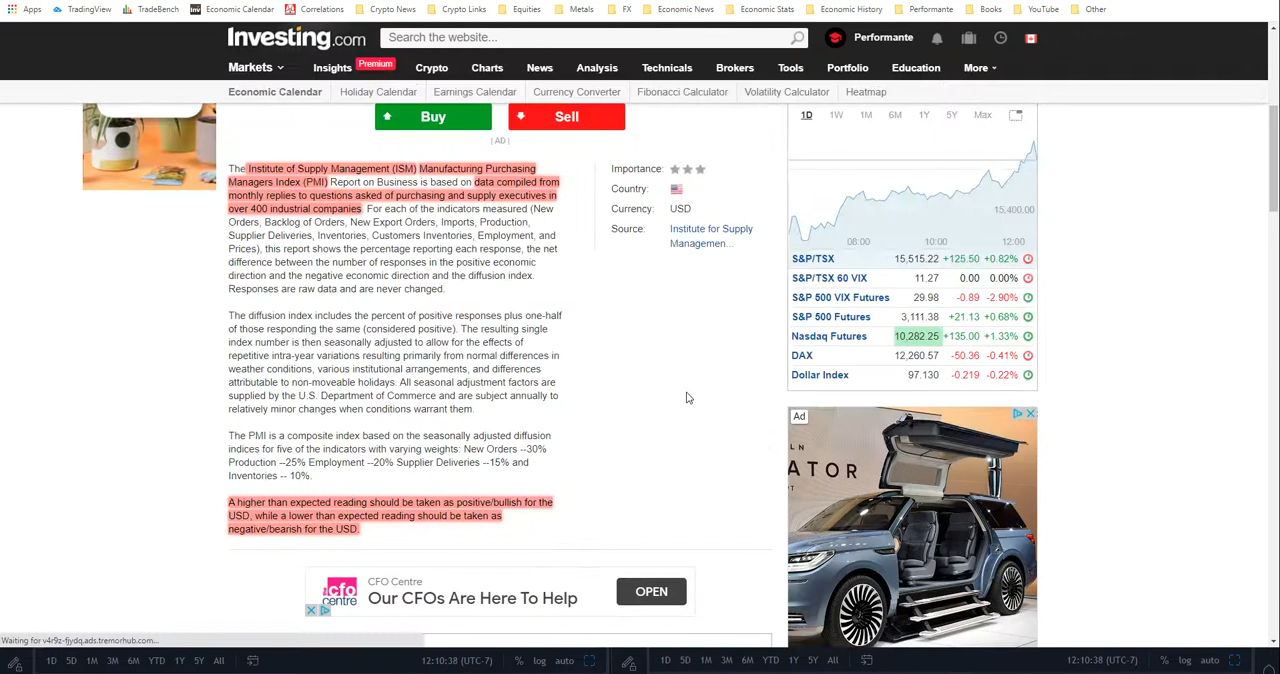 Apps TradingView TradeBench Economic Calendar Correlations Crypto News Crypto Links Equities Metals FX Economic News Economic Stats Economic History Performante Books YouTube Other
Investing.com Search the website... Performante
Markets Insights Premium Crypto Charts News Analysis Technicals Brokers Tools Portfolio Education More
Economic Calendar Holiday Calendar Earnings Calendar Currency Converter Fibonacci Calculator Volatility Calculator Heatmap
Buy Sell
| AD |
The Institute of Supply Management (ISM) Manufacturing Purchasing
Managers Index (PMI) Report on Business is based on data compiled from
monthly replies to questions asked of purchasing and supply executives in
over 400 industrial companies. For each of the indicators measured (New
Orders, Backlog of Orders, New Export Orders, Imports, Production,
Supplier Deliveries, Inventories, Customers Inventories, Employment, and
Prices), this report shows the percentage reporting each response, the net
difference between the number of responses in the positive economic
direction and the negative economic direction and the diffusion index.
Responses are raw data and are never changed.
The diffusion index includes the percent of positive responses plus one-half
of those responding the same (considered positive). The resulting single
index number is then seasonally adjusted to allow for the effects of
repetitive intra-year variations resulting primarily from normal differences in
weather conditions, various institutional arrangements, and differences
attributable to non-moveable holidays. All seasonal adjustment factors are
supplied by the U.S. Department of Commerce and are subject annually to
relatively minor changes when conditions warrant them.
The PMI is a composite index based on the seasonally adjusted diffusion
indices for five of the indicators with varying weights: New Orders --30%
Production --25% Employment --20% Supplier Deliveries --15% and
Inventories -- 10%.
A higher than expected reading should be taken as positive/bullish for the
USD, while a lower than expected reading should be taken as
negative/bearish for the USD.
Importance:
Country:
Currency: USD
Source: Institute for Supply
Managemen...
1D 1W 1M 6M 1Y 5Y Max
15,400.00
08:00 10:00 12:00
S&P/TSX 15,515.22 +125.50 +0.82%
S&P/TSX 60 VIX 11.27 0.00 0.00%
S&P 500 VIX Futures 29.98 -0.89 -2.90%
S&P 500 Futures 3,111.38 +21.13 +0.68%
Nasdaq Futures 10,282.25 +135.00 +1.33%
DAX 12,260.57 -50.36 -0.41%
Dollar Index 97.130 -0.219 -0.22%
Ad
cfo centre
CFO Centre
Our CFOs Are Here To Help
OPEN
Waiting for v4r9z-fjydq.ads.tremorhub.com...
1D 5D 1M 3M 6M YTD 1Y 5Y All 12:10:38 (UTC-7) % log auto
1D 5D 1M 3M 6M YTD 1Y 5Y All 12:10:38 (UTC-7) % log auto